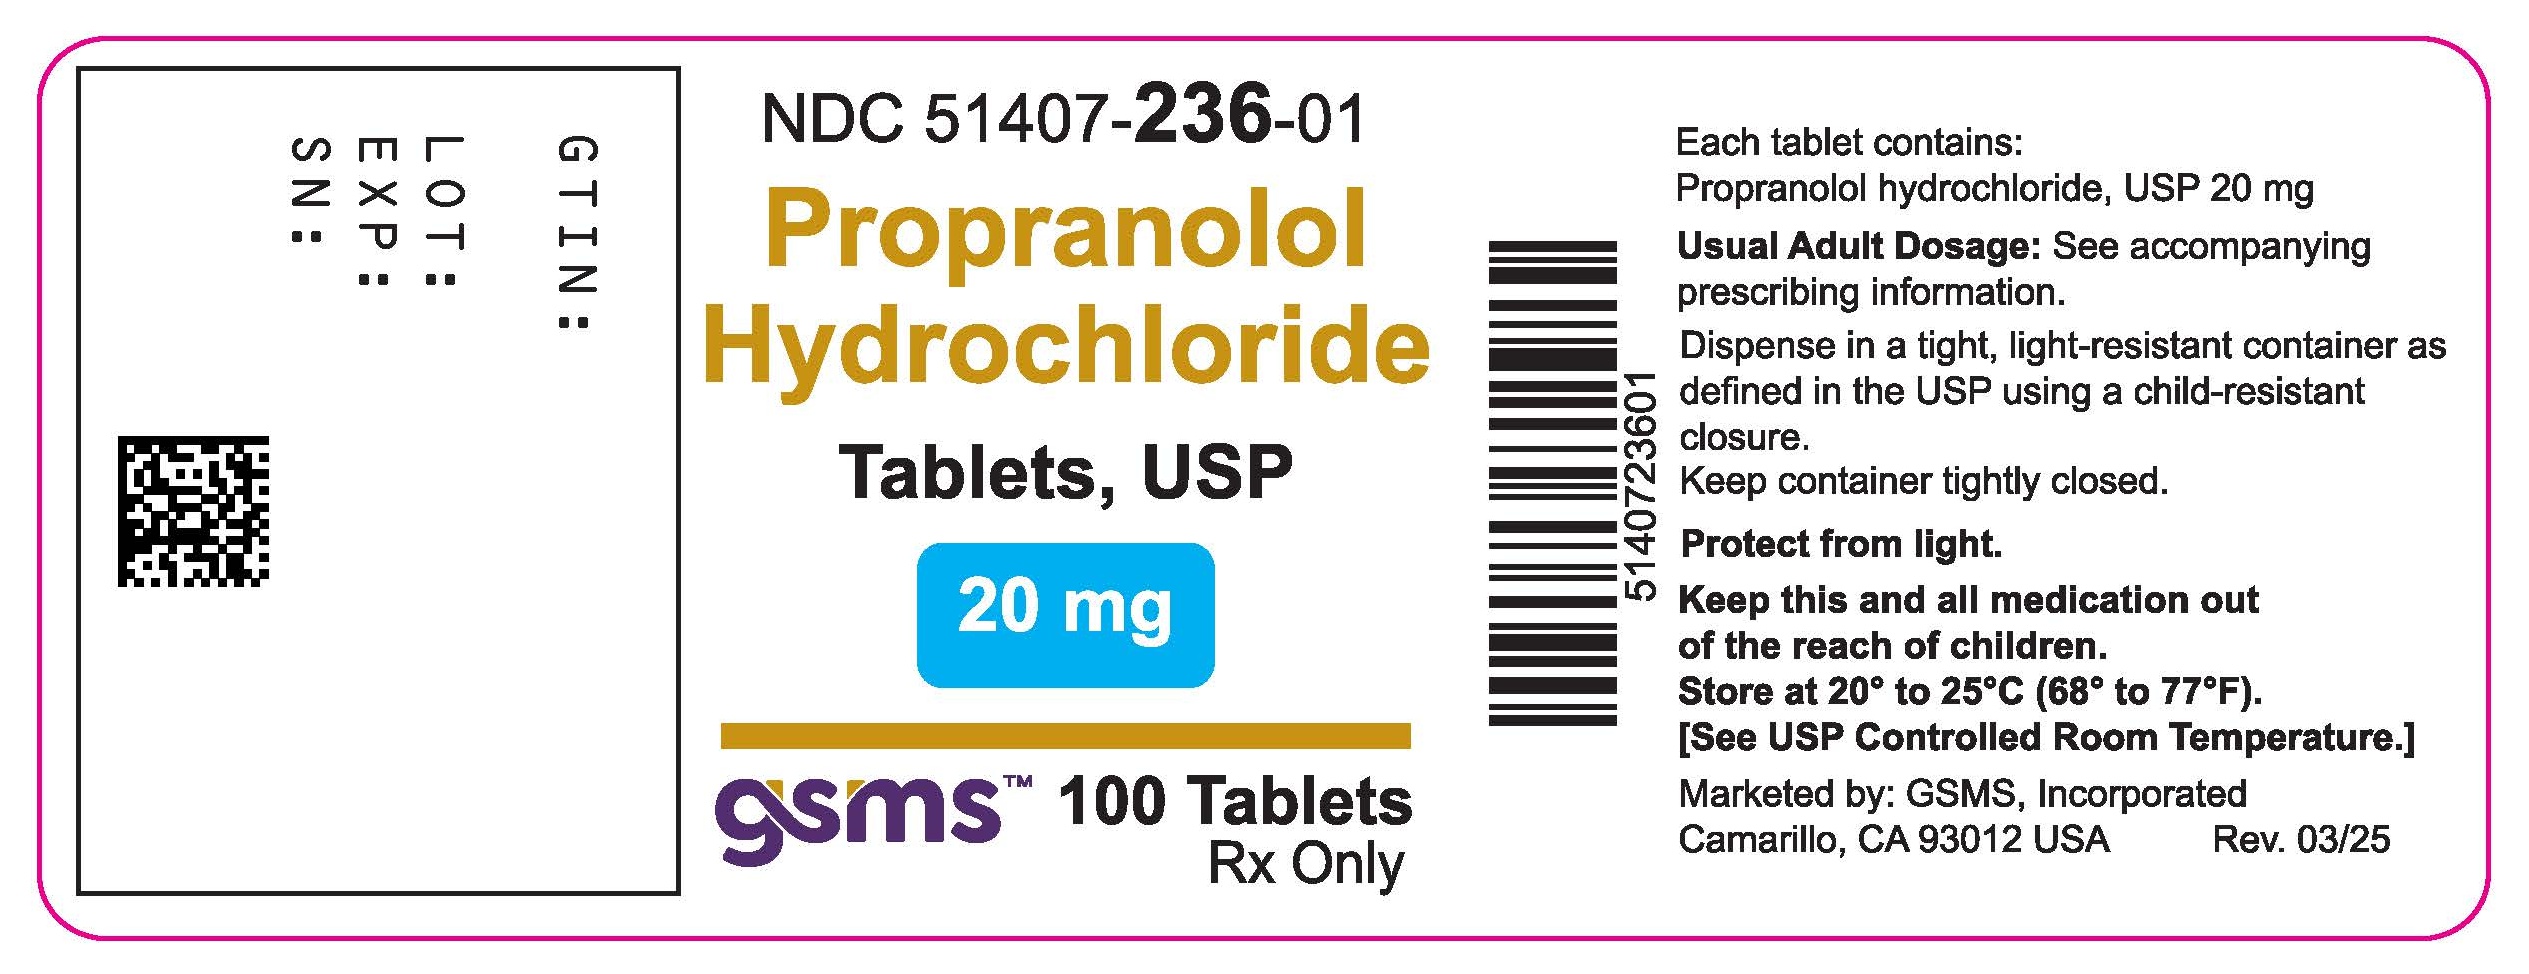 GTIN:
LOT:
EXP:
SN:
NDC 51407-236-01
Propranolol
Hydrochloride
Tablets, USP
20 mg
gsms™ 100 Tablets
Rx Only
5140723601
Each tablet contains:
Propranolol hydrochloride, USP 20 mg
Usual Adult Dosage: See accompanying
prescribing information.
Dispense in a tight, light-resistant container as
defined in the USP using a child-resistant
closure.
Keep container tightly closed.
Protect from light.
Keep this and all medication out
of the reach of children.
Store at 20° to 25°C (68° to 77°F).
[See USP Controlled Room Temperature.]
Marketed by: GSMS, Incorporated
Camarillo, CA 93012 USA Rev. 03/25